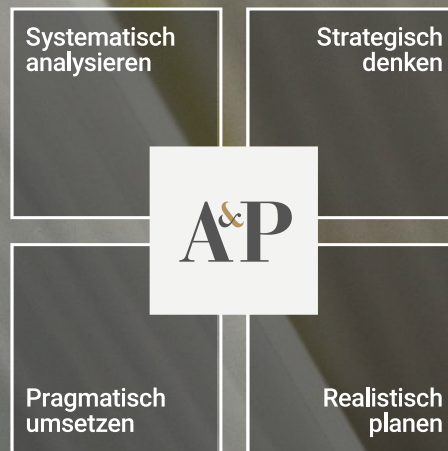 Systematisch
analysieren
Strategisch
denken
A&P
Pragmatisch
umsetzen
Realistisch
planen